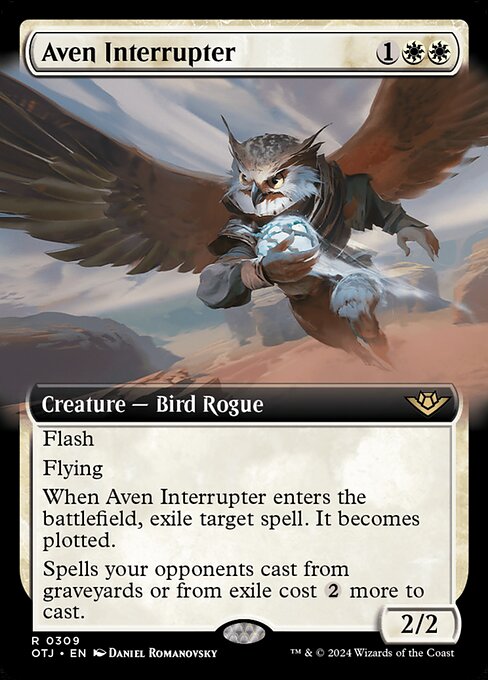 Aven Interrupter 1
Creature — Bird Rogue
Flash
Flying
When Aven Interrupter enters the
battlefield, exile target spell. It becomes
plotted.
Spells your opponents cast from
graveyards or from exile cost 2 more to
cast.
2/2
R 0309
OTJ • EN Daniel Romanovsky
™ & © 2024 Wizards of the Coast